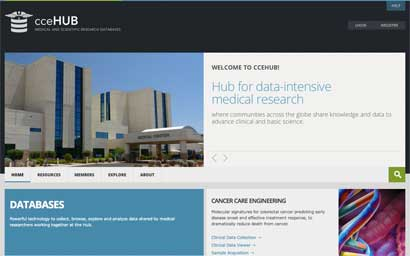 HELP
cceHUB
MEDICAL AND SCIENTIFIC RESEARCH DATABASES
LOGIN
REGISTER
MEDICAL CENTER
WELCOME TO CCEHUB!
Hub for data-intensive
medical research
where communities across the globe share knowledge and data to
advance clinical and basic science.
HOME
RESOURCES
MEMBERS
EXPLORE
ABOUT
DATABASES
Powerful technology to collect, browse, explore and analyze data shared by medical
researchers working together at the hub.
CANCER CARE ENGINEERING
Molecular signatures for colorectal cancer predicting early
disease onset and effective treatment response, to
dramatically reduce death from cancer.
Clinical Data Collection →
Clinical Data Viewer →
Sample Acquisition →